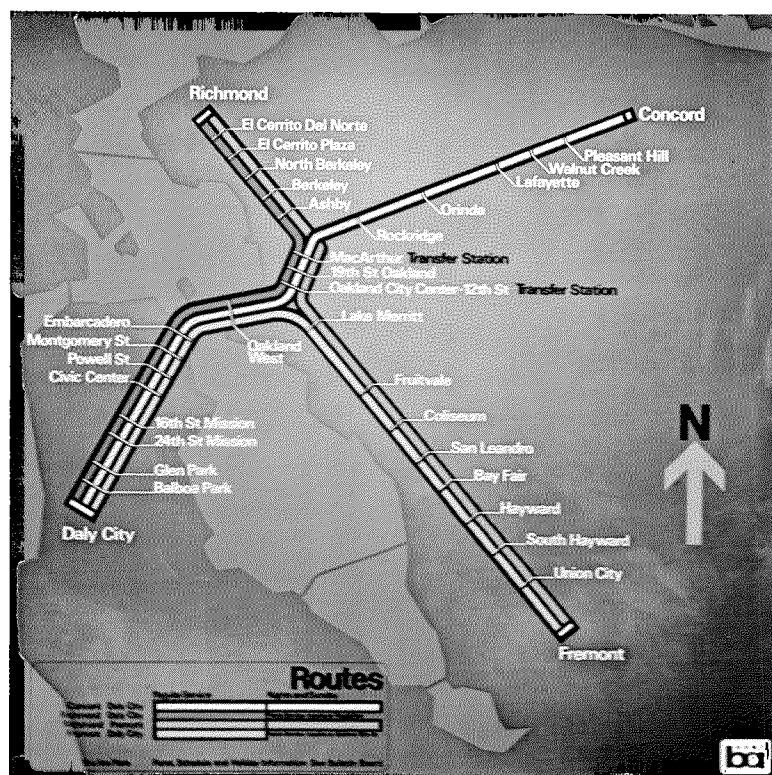 Richmond
El Cerrito Del Norte
El Cerrito Plaza
North Berkeley
Berkeley
Ashby
Concord
Pleasant Hill
Walnut Creek
Lafayette
Orinda
Rockridge
MacArthur Transfer Station
19th St Oakland
Oakland City Center-12th St Transfer Station
Lake Merritt
Oakland
West
Embarcadero
Montgomery St
Powell St
Civic Center
16th St Mission
24th St Mission
Glen Park
Balboa Park
Daly City
Fruitvale
Coliseum
San Leandro
Bay Fair
Hayward
South Hayward
Union City
Fremont
N
Routes
ba